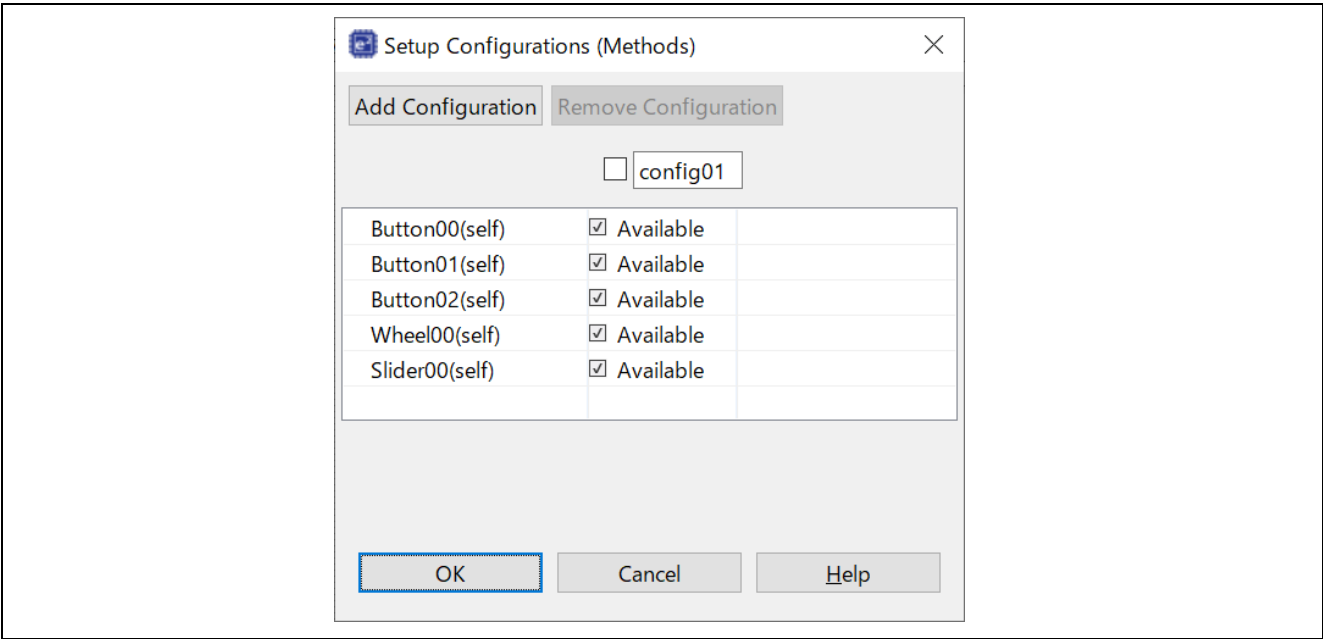 Setup Configurations (Methods)
Add Configuration Remove Configuration
config01
Button00(self) Available
Button01(self) Available
Button02(self) Available
Wheel00(self) Available
Slider00(self) Available
OK Cancel Help